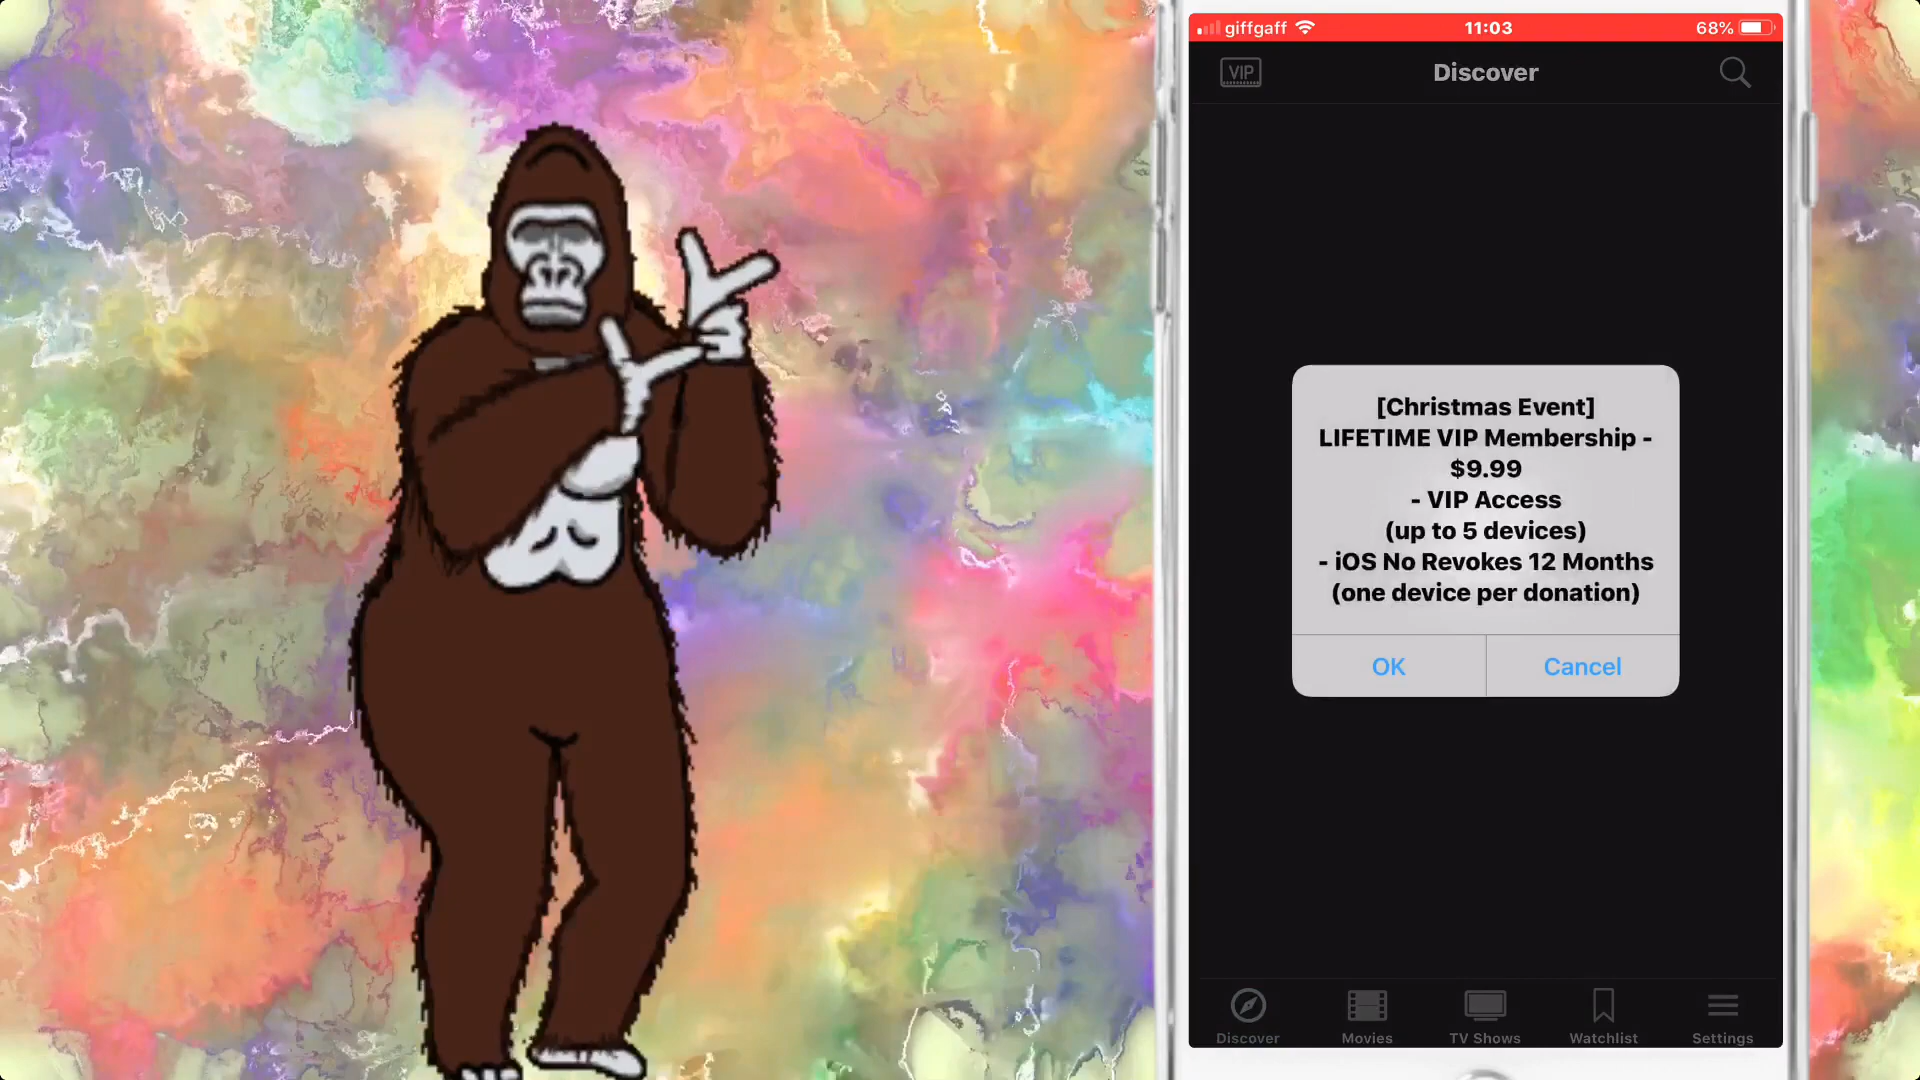 giffgaff
11:03
68%
VIP
Discover
[Christmas Event]
LIFETIME VIP Membership -
$9.99
- VIP Access
(up to 5 devices)
- iOS No Revokes 12 Months
(one device per donation)
OK
Cancel
Discover
Movies
TV Shows
Watchlist
Settings